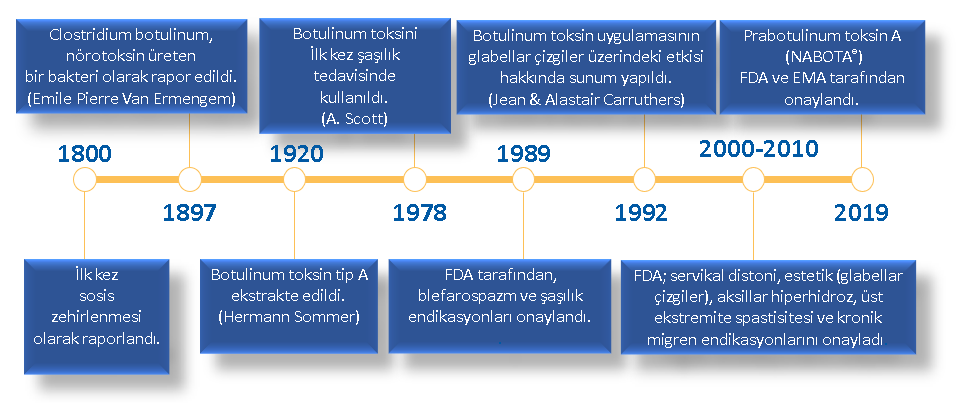 Clostridium botulinum,
nörotoksin üreten
bir bakteri olarak rapor edildi.
(Emile Pierre Van Ermengem)
Botulinum toksini
İlk kez şaşılık
tedavisinde
kullanıldı.
(A. Scott)
Botulinum toksin uygulamasının
glabellar çizgiler üzerindeki etkisi
hakkında sunum yapıldı.
(Jean & Alastair Carruthers)
Prabotulinum toksin A
(NABOTA®)
FDA ve EMA tarafından
onaylandı.
1800
1920
1989
2000-2010
1897
1978
1992
2019
İlk kez
sosis
zehirlenmesi
olarak raporlandı.
Botulinum toksin tip A
ekstrakte edildi.
(Hermann Sommer)
FDA tarafından,
blefarospazm ve şaşılık
endikasyonları onaylandı.
FDA; servikal distoni, estetik (glabellar
çizgiler), aksillar hiperhidroz, üst
ekstremite spastisitesi ve kronik
migren endikasyonlarını onayladı